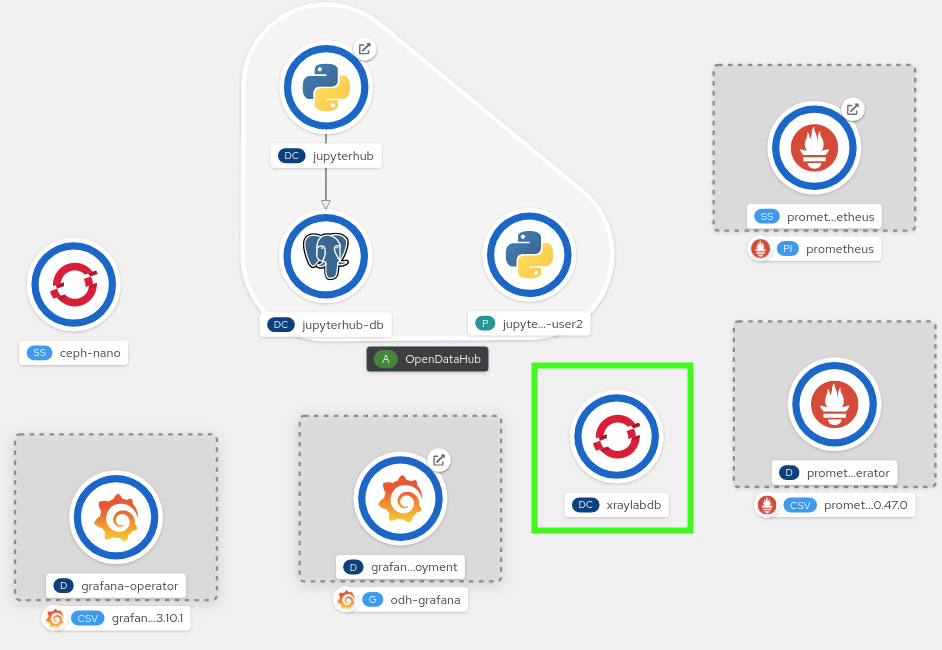 DC jupyterhub
DC jupyterhub-db
P jupyte...-user2
A OpenDataHub
SS promet...etheus
PI prometheus
SS ceph-nano
D promet...erator
CSV promet...0.47.0
DC xraylabdb
D grafana-operator
CSV grafan...3.10.1
D grafan...oyment
G odh-grafana